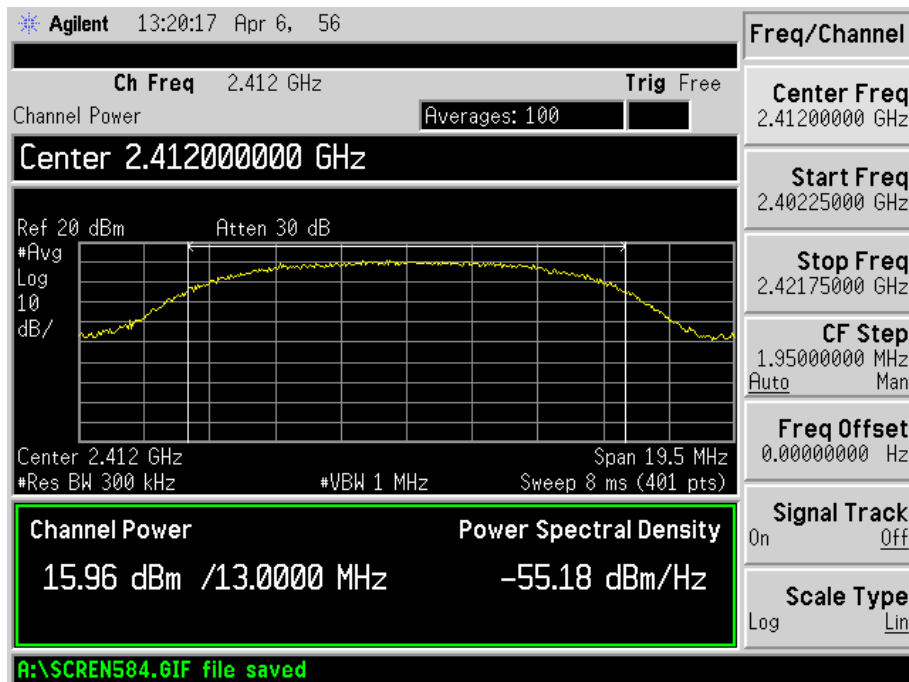 Agilent 13:20:17 Apr 6, 56
Ch Freq 2.412 GHz Trig Free
Channel Power Averages: 100
Center 2.412000000 GHz
Ref 20 dBm Atten 30 dB
#Avg
Log
10
dB/
Center 2.412 GHz Span 19.5 MHz
#Res BW 300 kHz #VBW 1 MHz Sweep 8 ms (401 pts)
Channel Power Power Spectral Density
15.96 dBm /13.0000 MHz -55.18 dBm/Hz
A:\SCREN584.GIF file saved
Freq/Channel
Center Freq
2.41200000 GHz
Start Freq
2.40225000 GHz
Stop Freq
2.42175000 GHz
CF Step
1.95000000 MHz
Auto Man
Freq Offset
0.00000000 Hz
Signal Track
On Off
Scale Type
Log Lin